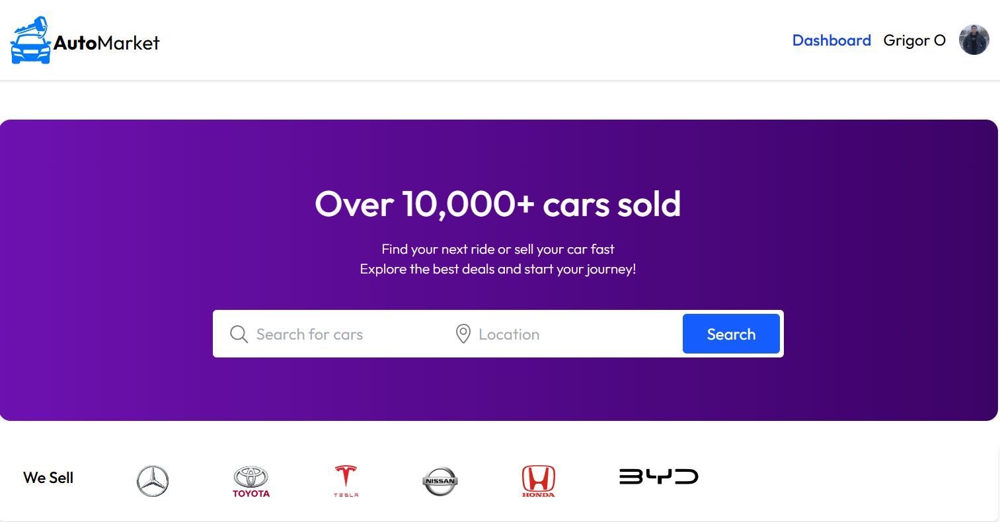 AutoMarket
Dashboard Grigor O
Over 10,000+ cars sold
Find your next ride or sell your car fast
Explore the best deals and start your journey!
Search for cars Location Search
We Sell
TOYOTA
TESLA
NISSAN
HONDA
BYD